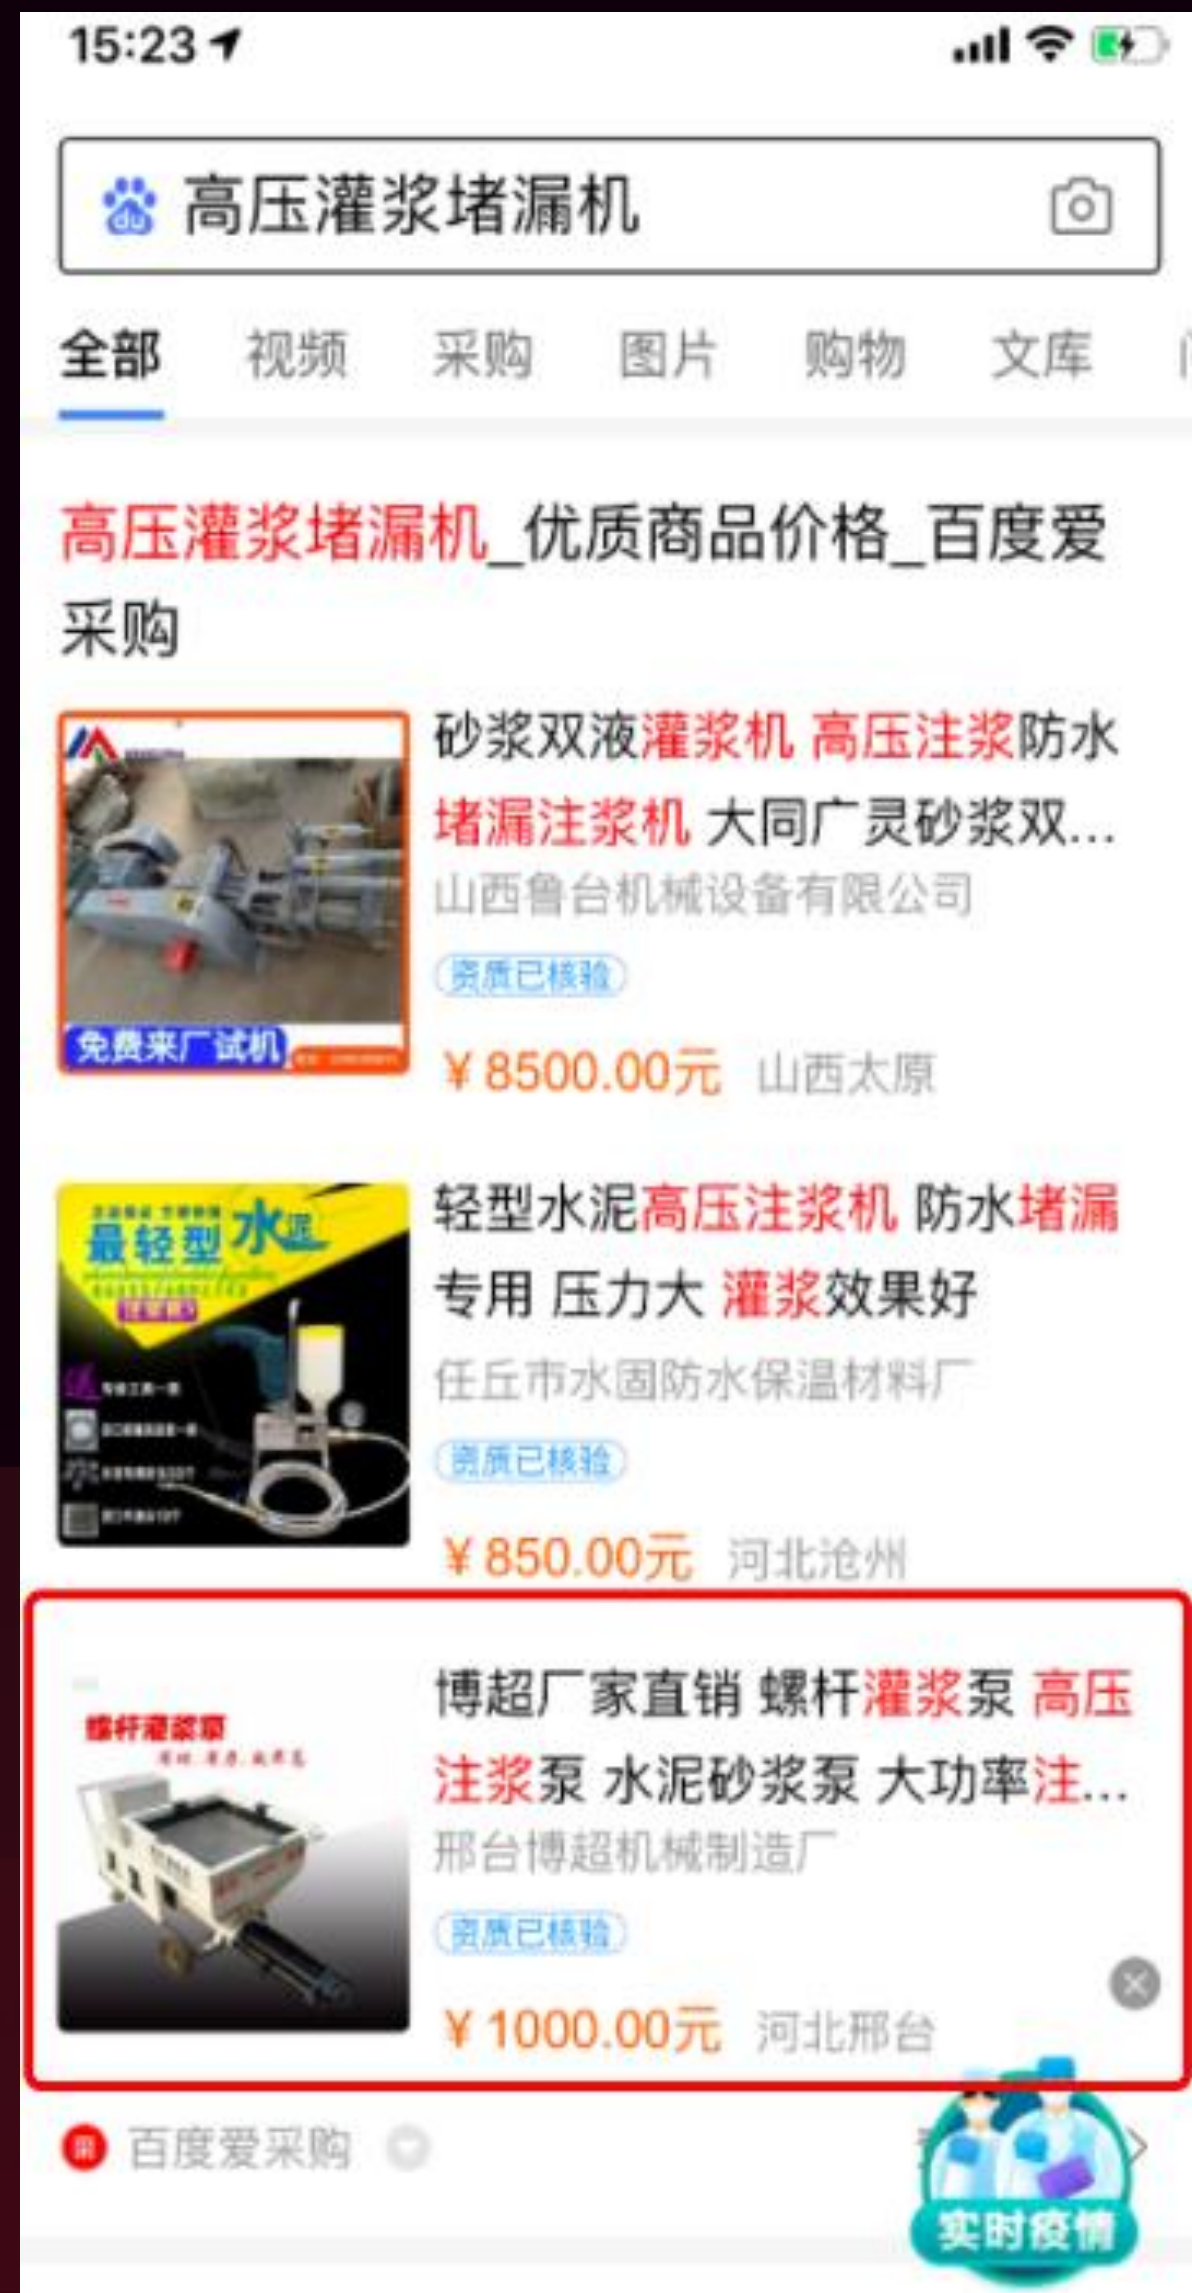 15:23
du 高压灌浆堵漏机
全部 视频 采购 图片 购物 文库
高压灌浆堵漏机_优质商品价格_百度爱
采购
砂浆双液灌浆机 高压注浆防水
堵漏注浆机 大同广灵砂浆双...
山西鲁台机械设备有限公司
资质已核验
免费来厂试机
¥8500.00元 山西太原
最轻型水泥
轻型水泥高压注浆机 防水堵漏
专用 压力大 灌浆效果好
任丘市水固防水保温材料厂
资质已核验
¥850.00元 河北沧州
螺杆灌浆泵
博超厂家直销 螺杆灌浆泵 高压
注浆泵 水泥砂浆泵 大功率注...
邢台博超机械制造厂
资质已核验
¥1000.00元 河北邢台
百度爱采购
实时疫情